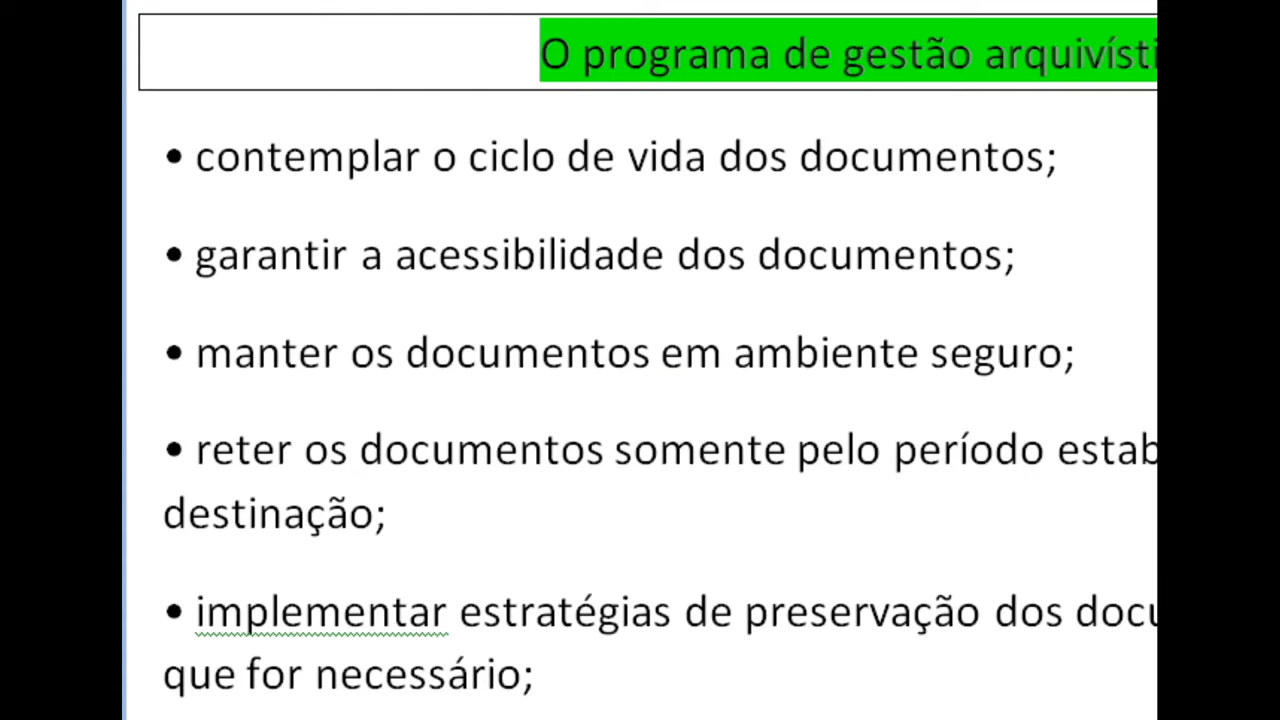 O programa de gestão arquivísti
• contemplar o ciclo de vida dos documentos;
• garantir a acessibilidade dos documentos;
• manter os documentos em ambiente seguro;
• reter os documentos somente pelo período estab
destinação;
• implementar estratégias de preservação dos docu
que for necessário;